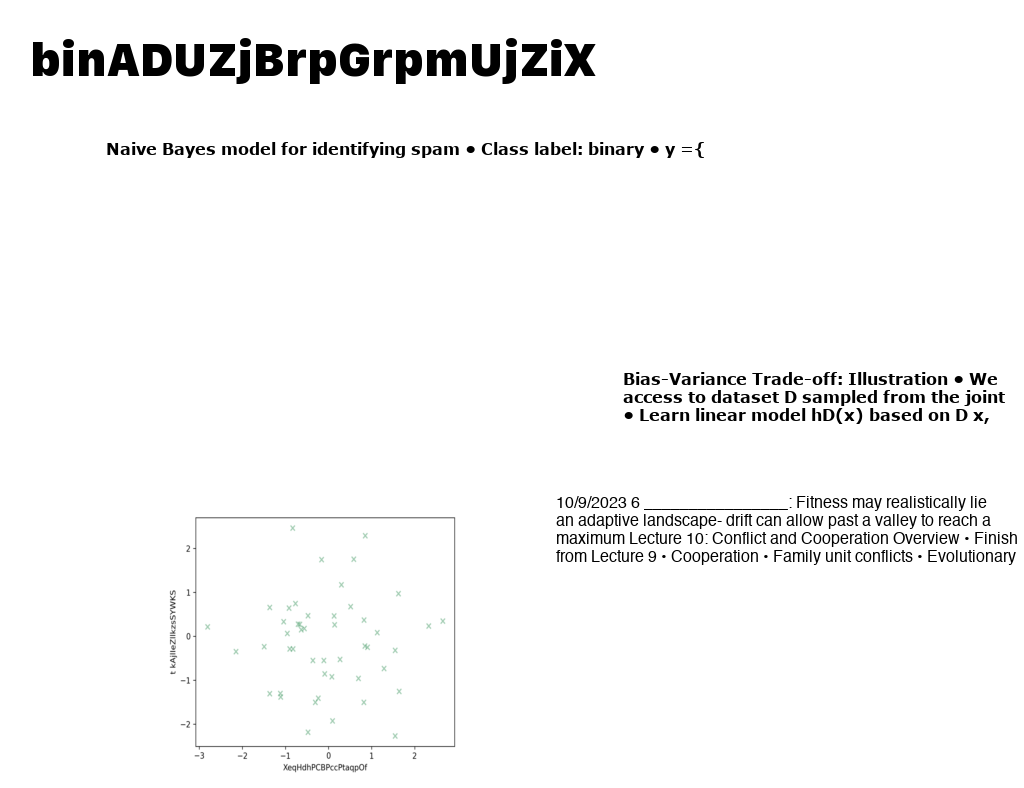 binADUZjBrpGrpmUjZiX
Naive Bayes model for identifying spam • Class label: binary • y ={
Bias-Variance Trade-off: Illustration • We
access to dataset D sampled from the joint
• Learn linear model hD(x) based on D x,
10/9/2023 6 _________________: Fitness may realistically lie
an adaptive landscape- drift can allow past a valley to reach a
maximum Lecture 10: Conflict and Cooperation Overview • Finish
from Lecture 9 • Cooperation • Family unit conflicts • Evolutionary
2
1
0
−1
−2
−3 −2 −1 0 1 2
XeqHdhPCBPccPtaqpOf